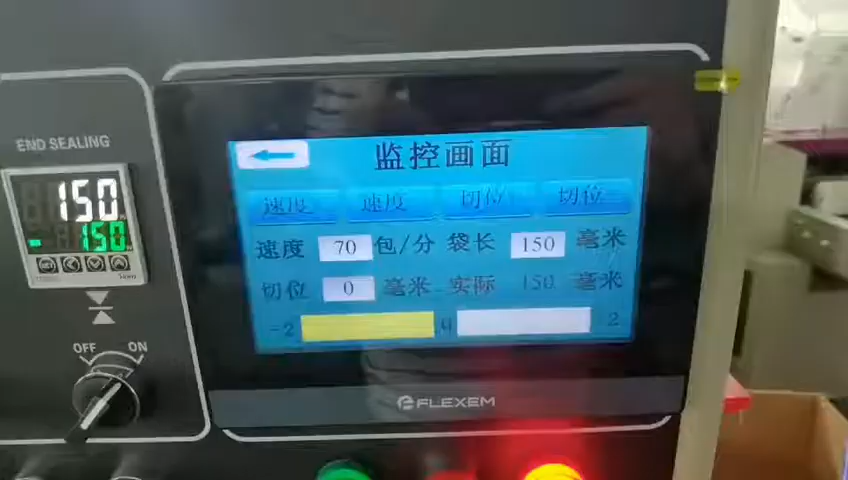 END SEALING
150
150
OFF ON
监控画面
速度 速度 切位 切位
速度 70 包/分 袋长 150 毫米
切位 0 毫米 实际 150 毫米
-2 0 2
FLEXEM